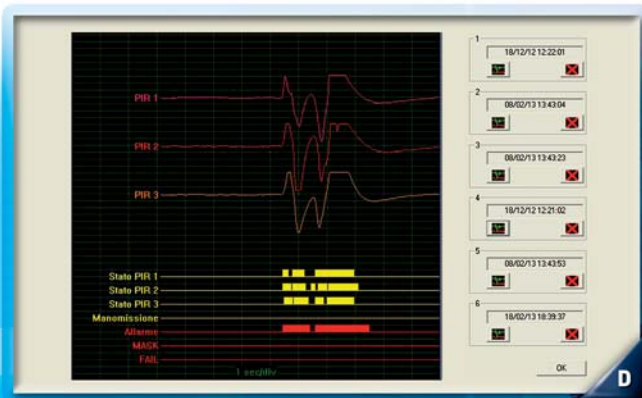 PIR 1
PIR 2
PIR 3
Stato PIR 1
Stato PIR 2
Stato PIR 3
Manomissione
Allarme
MASK
FAIL
1 sec/div
1
18/12/12 12:22:01
2
08/02/13 13:43:04
3
08/02/13 13:43:23
4
18/12/12 12:21:02
5
08/02/13 13:43:53
6
18/02/13 18:39:37
OK
D